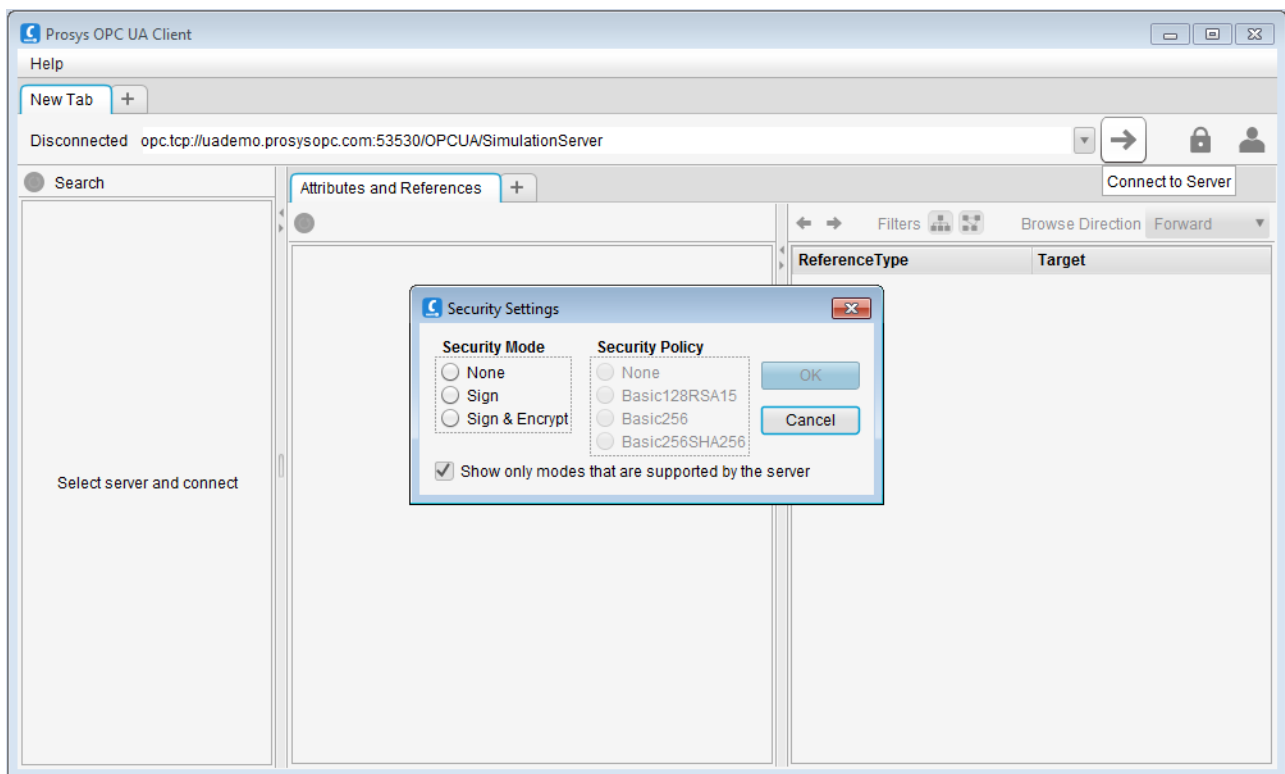 Prosys OPC UA Client
Help
New Tab +
Disconnected opc.tcp://uademo.prosysopc.com:53530/OPCUA/SimulationServer
Connect to Server
Search
Attributes and References +
Filters Browse Direction Forward
ReferenceType Target
Select server and connect
Security Settings
Security Mode Security Policy
None None OK
Sign Basic128RSA15
Sign & Encrypt Basic256 Cancel
Basic256SHA256
Show only modes that are supported by the server